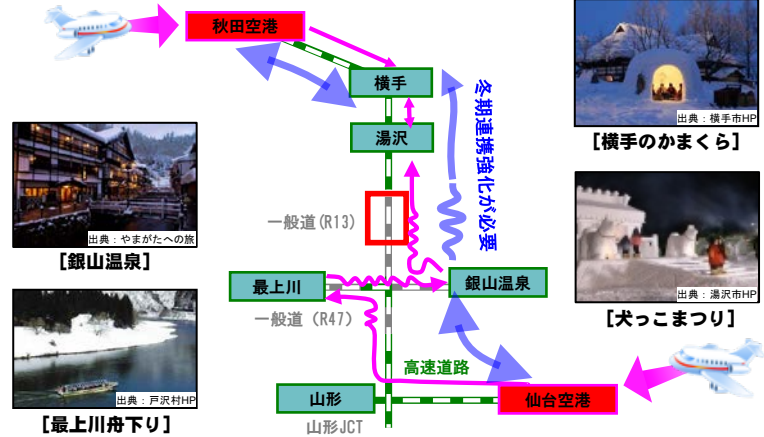 秋田空港
横手
湯沢
冬期連携強化が必要
一般道(R13)
最上川
銀山温泉
一般道（R47）
高速道路
山形
仙台空港
山形JCT
出典：やまがたへの旅
[銀山温泉]
出典：戸沢村HP
[最上川舟下り]
出典：横手市HP
[横手のかまくら]
出典：湯沢市HP
[犬っこまつり]